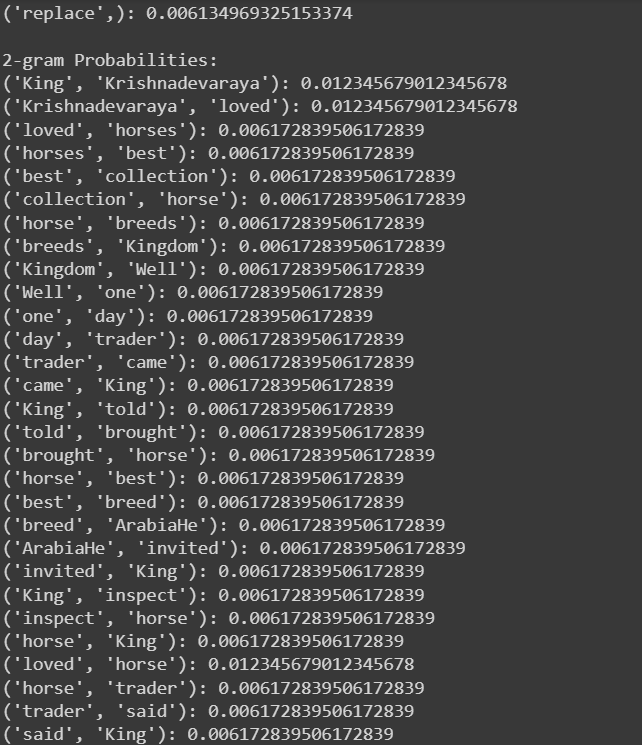 ('replace',): 0.006134969325153374
2-gram Probabilities:
('King', 'Krishnadevaraya'): 0.012345679012345678
('Krishnadevaraya', 'loved'): 0.012345679012345678
('loved', 'horses'): 0.006172839506172839
('horses', 'best'): 0.006172839506172839
('best', 'collection'): 0.006172839506172839
('collection', 'horse'): 0.006172839506172839
('horse', 'breeds'): 0.006172839506172839
('breeds', 'Kingdom'): 0.006172839506172839
('Kingdom', 'Well'): 0.006172839506172839
('Well', 'one'): 0.006172839506172839
('one', 'day'): 0.006172839506172839
('day', 'trader'): 0.006172839506172839
('trader', 'came'): 0.006172839506172839
('came', 'King'): 0.006172839506172839
('King', 'told'): 0.006172839506172839
('told', 'brought'): 0.006172839506172839
('brought', 'horse'): 0.006172839506172839
('horse', 'best'): 0.006172839506172839
('best', 'breed'): 0.006172839506172839
('breed', 'ArabiaHe'): 0.006172839506172839
('ArabiaHe', 'invited'): 0.006172839506172839
('invited', 'King'): 0.006172839506172839
('King', 'inspect'): 0.006172839506172839
('inspect', 'horse'): 0.006172839506172839
('horse', 'King'): 0.006172839506172839
('loved', 'horse'): 0.012345679012345678
('horse', 'trader'): 0.006172839506172839
('trader', 'said'): 0.006172839506172839
('said', 'King'): 0.006172839506172839